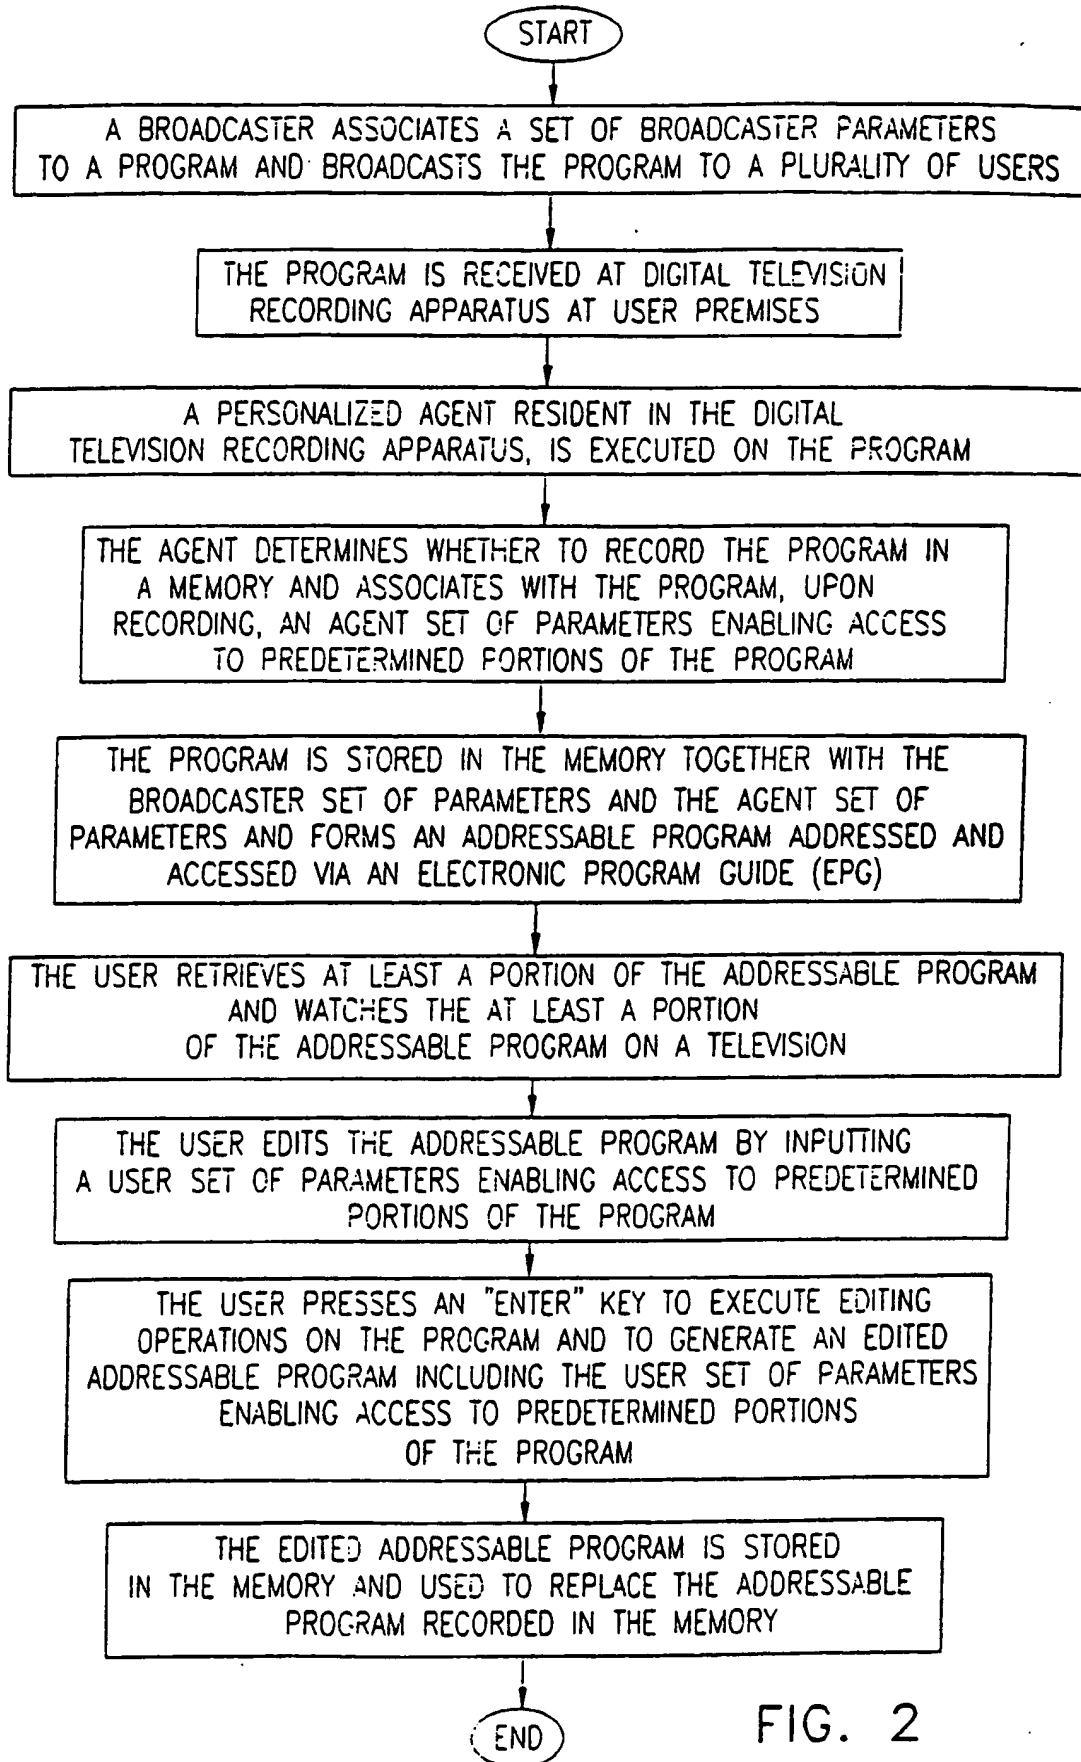 START
A BROADCASTER ASSOCIATES A SET OF BROADCASTER PARAMETERS
TO A PROGRAM AND BROADCASTS THE PROGRAM TO A PLURALITY OF USERS
THE PROGRAM IS RECEIVED AT DIGITAL TELEVISION
RECORDING APPARATUS AT USER PREMISES
A PERSONALIZED AGENT RESIDENT IN THE DIGITAL
TELEVISION RECORDING APPARATUS, IS EXECUTED ON THE PROGRAM
THE AGENT DETERMINES WHETHER TO RECORD THE PROGRAM IN
A MEMORY AND ASSOCIATES WITH THE PROGRAM, UPON
RECORDING, AN AGENT SET OF PARAMETERS ENABLING ACCESS
TO PREDETERMINED PORTIONS OF THE PROGRAM
THE PROGRAM IS STORED IN THE MEMORY TOGETHER WITH THE
BROADCASTER SET OF PARAMETERS AND THE AGENT SET OF
PARAMETERS AND FORMS AN ADDRESSABLE PROGRAM ADDRESSED AND
ACCESSED VIA AN ELECTRONIC PROGRAM GUIDE (EPG)
THE USER RETRIEVES AT LEAST A PORTION OF THE ADDRESSABLE PROGRAM
AND WATCHES THE AT LEAST A PORTION
OF THE ADDRESSABLE PROGRAM ON A TELEVISION
THE USER EDITS THE ADDRESSABLE PROGRAM BY INPUTTING
A USER SET OF PARAMETERS ENABLING ACCESS TO PREDETERMINED
PORTIONS OF THE PROGRAM
THE USER PRESSES AN "ENTER" KEY TO EXECUTE EDITING
OPERATIONS ON THE PROGRAM AND TO GENERATE AN EDITED
ADDRESSABLE PROGRAM INCLUDING THE USER SET OF PARAMETERS
ENABLING ACCESS TO PREDETERMINED PORTIONS
OF THE PROGRAM
THE EDITED ADDRESSABLE PROGRAM IS STORED
IN THE MEMORY AND USED TO REPLACE THE ADDRESSABLE
PROGRAM RECORDED IN THE MEMORY
END
FIG. 2